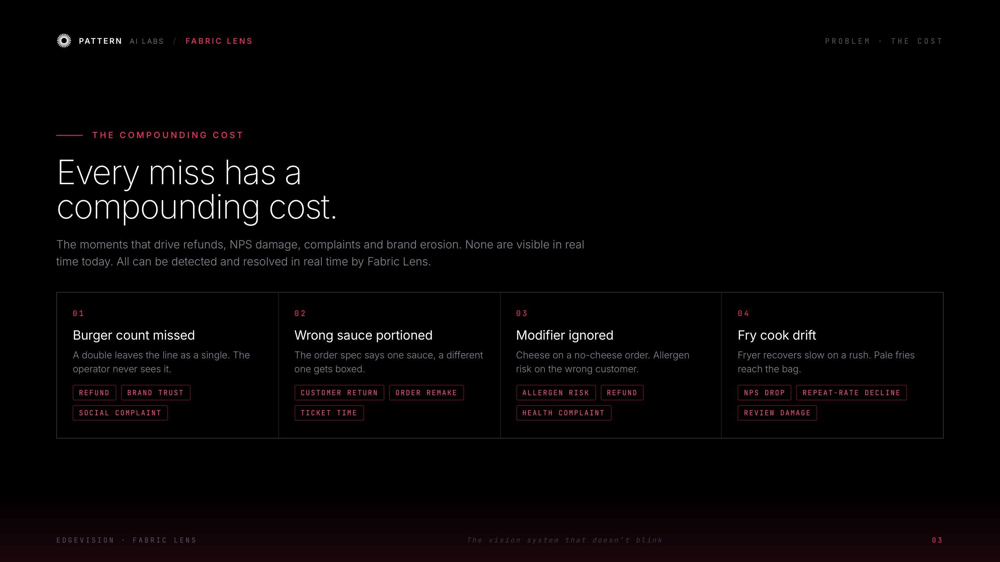 PATTERN AI LABS / FABRIC LENS
PROBLEM · THE COST
THE COMPOUNDING COST
Every miss has a
compounding cost.
The moments that drive refunds, NPS damage, complaints and brand erosion. None are visible in real
time today. All can be detected and resolved in real time by Fabric Lens.
01
Burger count missed
A double leaves the line as a single. The
operator never sees it.
REFUND BRAND TRUST
SOCIAL COMPLAINT
02
Wrong sauce portioned
The order spec says one sauce, a different
one gets boxed.
CUSTOMER RETURN ORDER REMAKE
TICKET TIME
03
Modifier ignored
Cheese on a no-cheese order. Allergen
risk on the wrong customer.
ALLERGEN RISK REFUND
HEALTH COMPLAINT
04
Fry cook drift
Fryer recovers slow on a rush. Pale fries
reach the bag.
NPS DROP REPEAT-RATE DECLINE
REVIEW DAMAGE
EDGEVISION · FABRIC LENS
The vision system that doesn’t blink
03